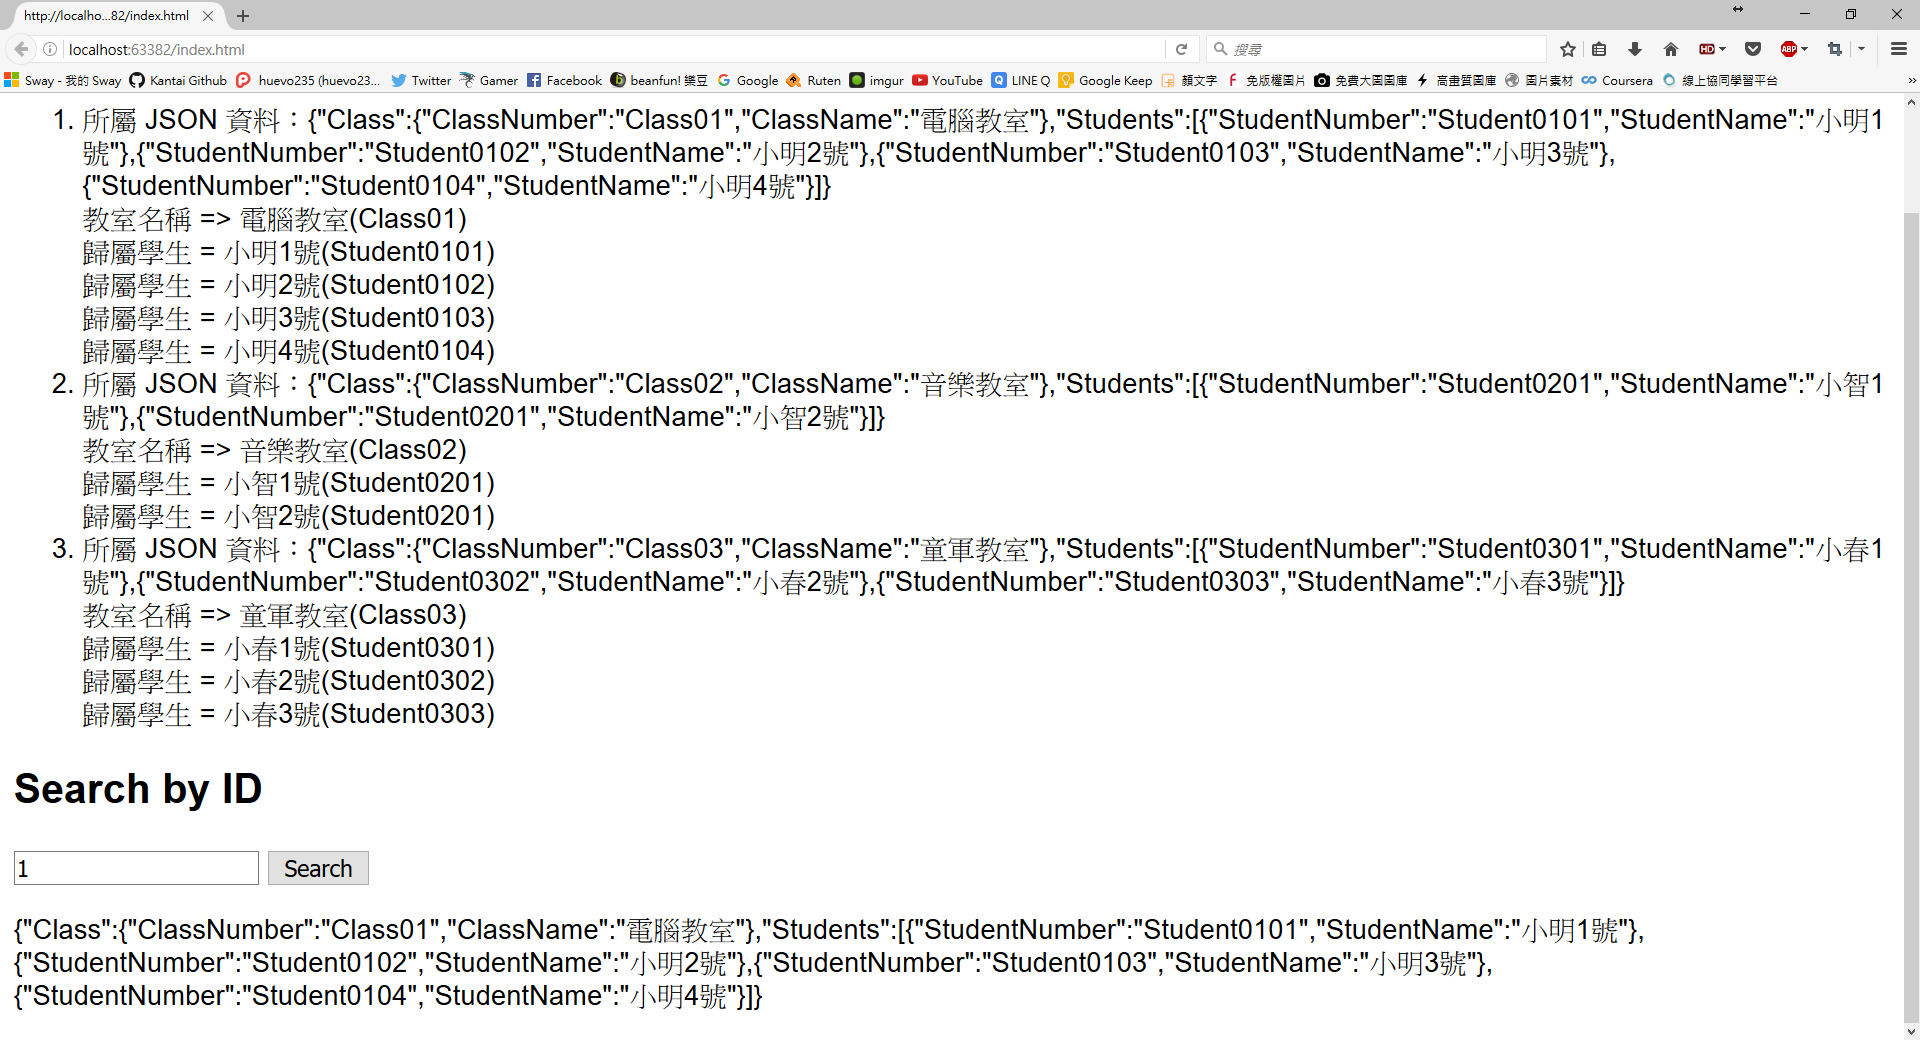 http://localho...82/index.html
localhost:63382/index.html
搜尋
Sway - 我的 Sway Kantai Github huevo235 (huevo23... Twitter Gamer Facebook beanfun! 樂豆 Google Ruten imgur YouTube LINE Q Google Keep 顏文字 免版權圖片 免費大圖圖庫 高畫質圖庫 圖片素材 Coursera 線上協同學習平台
1. 所屬 JSON 資料：{"Class":{"ClassNumber":"Class01","ClassName":"電腦教室"},"Students":[{"StudentNumber":"Student0101","StudentName":"小明1
號"},{"StudentNumber":"Student0102","StudentName":"小明2號"},{"StudentNumber":"Student0103","StudentName":"小明3號"},
{"StudentNumber":"Student0104","StudentName":"小明4號"}]}
教室名稱 => 電腦教室(Class01)
歸屬學生 = 小明1號(Student0101)
歸屬學生 = 小明2號(Student0102)
歸屬學生 = 小明3號(Student0103)
歸屬學生 = 小明4號(Student0104)
2. 所屬 JSON 資料：{"Class":{"ClassNumber":"Class02","ClassName":"音樂教室"},"Students":[{"StudentNumber":"Student0201","StudentName":"小智1
號"},{"StudentNumber":"Student0201","StudentName":"小智2號"}]}
教室名稱 => 音樂教室(Class02)
歸屬學生 = 小智1號(Student0201)
歸屬學生 = 小智2號(Student0201)
3. 所屬 JSON 資料：{"Class":{"ClassNumber":"Class03","ClassName":"童軍教室"},"Students":[{"StudentNumber":"Student0301","StudentName":"小春1
號"},{"StudentNumber":"Student0302","StudentName":"小春2號"},{"StudentNumber":"Student0303","StudentName":"小春3號"}]}
教室名稱 => 童軍教室(Class03)
歸屬學生 = 小春1號(Student0301)
歸屬學生 = 小春2號(Student0302)
歸屬學生 = 小春3號(Student0303)
Search by ID
1 Search
{"Class":{"ClassNumber":"Class01","ClassName":"電腦教室"},"Students":[{"StudentNumber":"Student0101","StudentName":"小明1號"},
{"StudentNumber":"Student0102","StudentName":"小明2號"},{"StudentNumber":"Student0103","StudentName":"小明3號"},
{"StudentNumber":"Student0104","StudentName":"小明4號"}]}